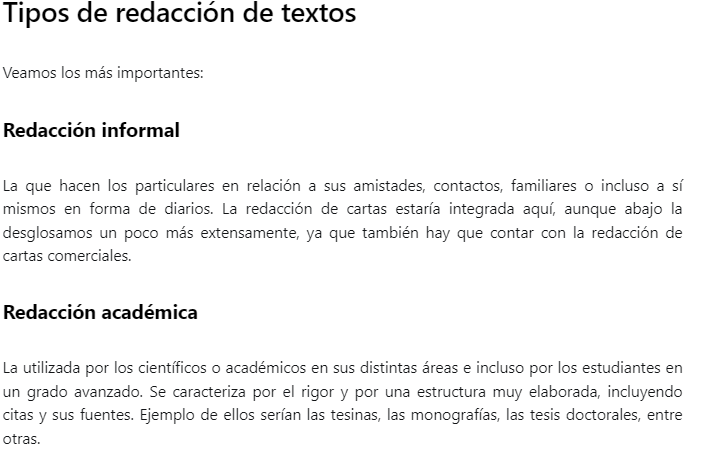 Tipos de redacción de textos
Veamos los más importantes:
Redacción informal
La que hacen los particulares en relación a sus amistades, contactos, familiares o incluso a sí
mismos en forma de diarios. La redacción de cartas estaría integrada aquí, aunque abajo la
desglosamos un poco más extensamente, ya que también hay que contar con la redacción de
cartas comerciales.
Redacción académica
La utilizada por los científicos o académicos en sus distintas áreas e incluso por los estudiantes en
un grado avanzado. Se caracteriza por el rigor y por una estructura muy elaborada, incluyendo
citas y sus fuentes. Ejemplo de ellos serían las tesinas, las monografías, las tesis doctorales, entre
otras.